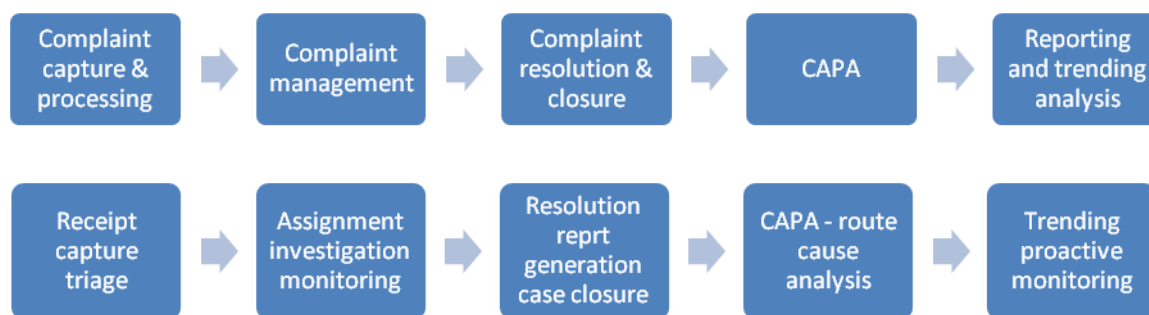 Complaint
capture &
processing
Complaint
management
Complaint
resolution &
closure
CAPA
Reporting
and trending
analysis
Receipt
capture
triage
Assignment
investigation
monitoring
Resolution
reprt
generation
case closure
CAPA - route
cause
analysis
Trending
proactive
monitoring